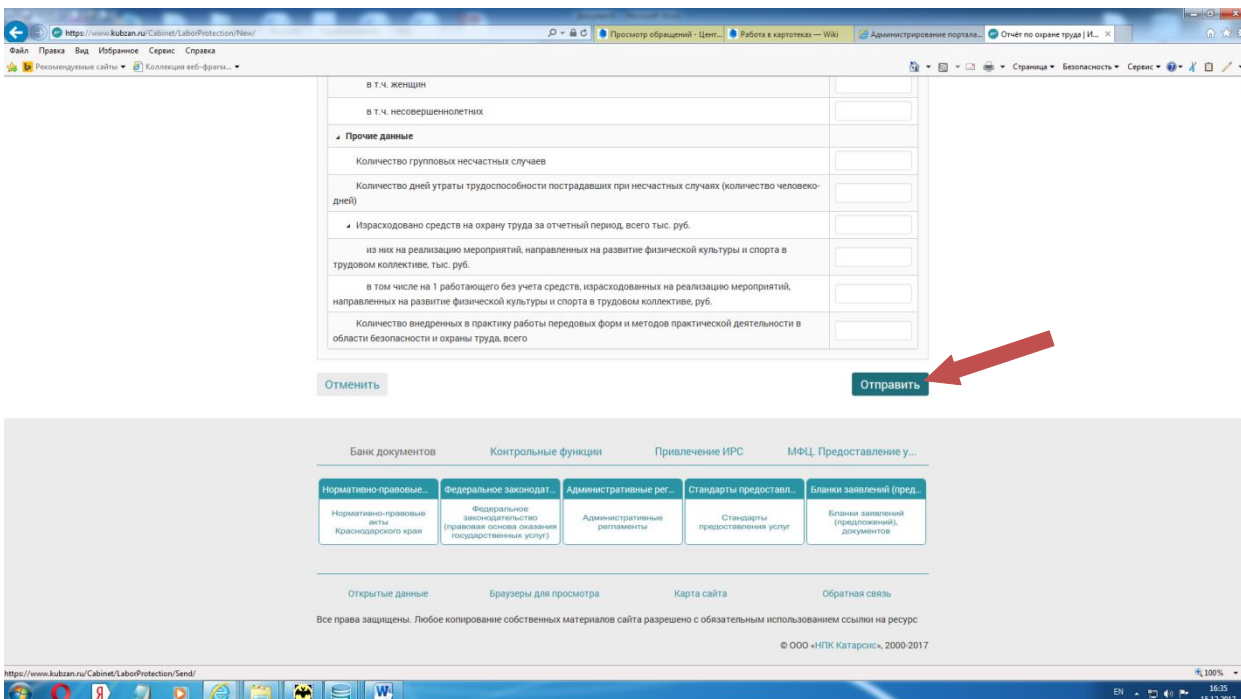 https://www.kubzan.ru/Cabinet/LaborProtection/New/
Просмотр обращений - Цент...
Работа в картотеках — Wiki
Администрирование портала...
Отчёт по охране труда | И...
Файл Правка Вид Избранное Сервис Справка
Рекомендуемые сайты
Коллекция веб-фрагм...
Страница
Безопасность
Сервис
в т.ч. женщин
в т.ч. несовершеннолетних
Прочие данные
Количество групповых несчастных случаев
Количество дней утраты трудоспособности пострадавших при несчастных случаях (количество человеко-
дней)
Израсходовано средств на охрану труда за отчетный период, всего тыс. руб.
из них на реализацию мероприятий, направленных на развитие физической культуры и спорта в
трудовом коллективе, тыс. руб.
в том числе на 1 работающего без учета средств, израсходованных на реализацию мероприятий,
направленных на развитие физической культуры и спорта в трудовом коллективе, руб.
Количество внедренных в практику работы передовых форм и методов практической деятельности в
области безопасности и охраны труда, всего
Отменить
Отправить
Банк документов
Контрольные функции
Привлечение ИРС
МФЦ. Предоставление у...
Нормативно-правовые...
Федеральное законодат...
Административные рег...
Стандарты предоставл...
Бланки заявлений (пред...
Нормативно-правовые
акты
Краснодарского края
Федеральное
законодательство
(правовая основа оказания
государственных услуг)
Административные
регламенты
Стандарты
предоставления услуг
Бланки заявлений
(предложений),
документов
Открытые данные
Браузеры для просмотра
Карта сайта
Обратная связь
Все права защищены. Любое копирование собственных материалов сайта разрешено с обязательным использованием ссылки на ресурс
© ООО «НПК Катарсис», 2000-2017
https://www.kubzan.ru/Cabinet/LaborProtection/Send/
100%
EN
16:35
15.12.2017